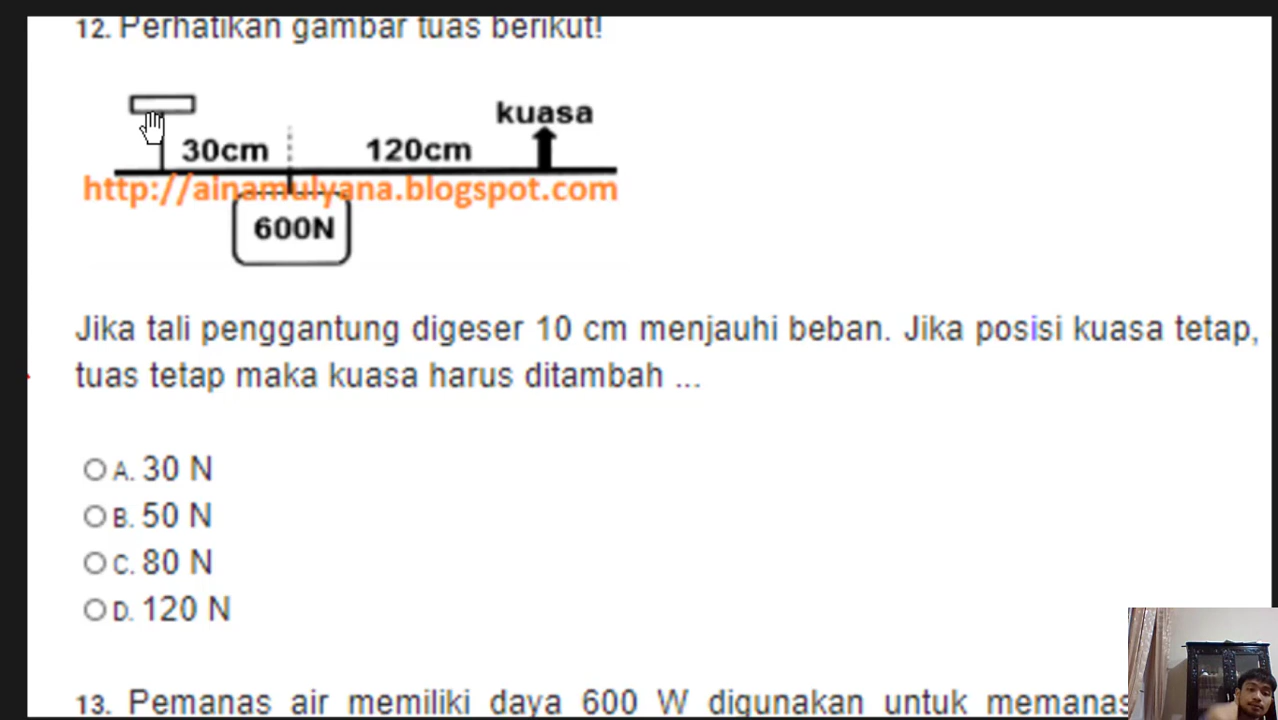 12. Perhatikan gambar tuas berikut!
kuasa
30cm
120cm
http://ainamulyana.blogspot.com
600N
Jika tali penggantung digeser 10 cm menjauhi beban. Jika posisi kuasa tetap,
tuas tetap maka kuasa harus ditambah ...
A. 30 N
B. 50 N
C. 80 N
D. 120 N
13. Pemanas air memiliki daya 600 W digunakan untuk memanas